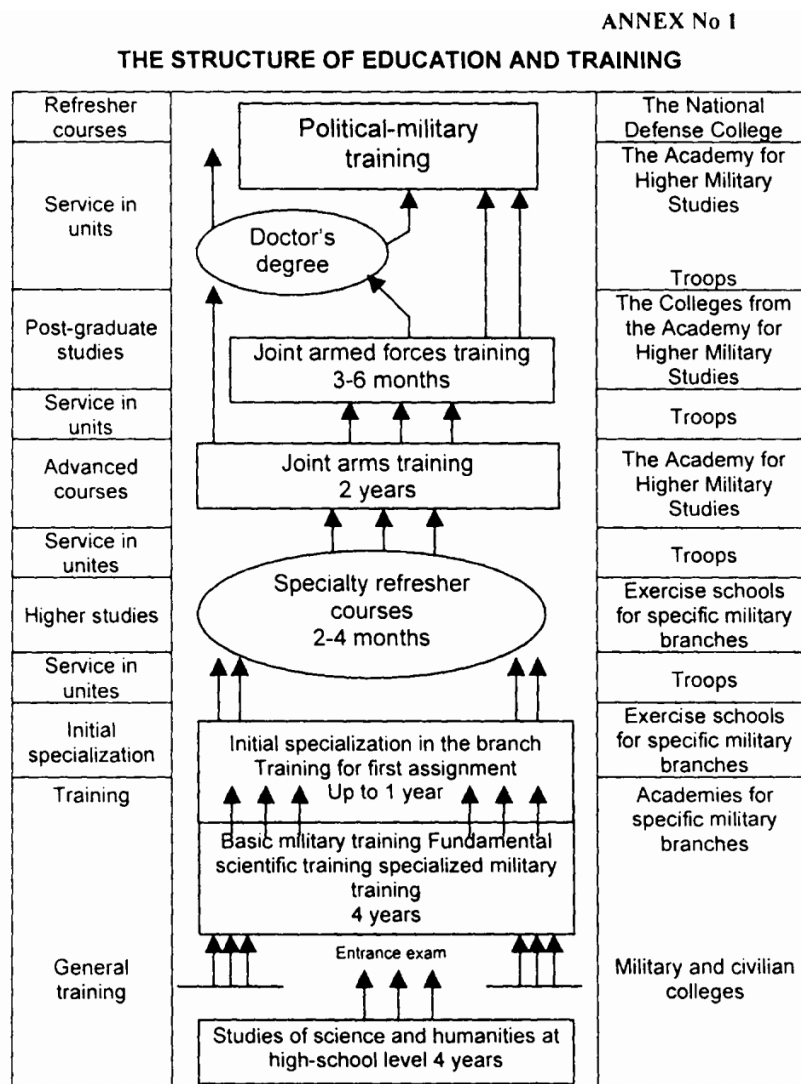 ANNEX No 1
THE STRUCTURE OF EDUCATION AND TRAINING
Refresher
courses
Political-military
training
The National
Defense College
Service in
units
Doctor's
degree
The Academy for
Higher Military
Studies
Troops
Post-graduate
studies
Joint armed forces training
3-6 months
The Colleges from
the Academy for
Higher Military
Studies
Service in
units
Troops
Advanced
courses
Joint arms training
2 years
The Academy for
Higher Military
Studies
Service in
unites
Troops
Higher studies
Specialty refresher
courses
2-4 months
Exercise schools
for specific military
branches
Service in
unites
Troops
Initial
specialization
Initial specialization in the branch
Training for first assignment
Up to 1 year
Exercise schools
for specific military
branches
Training
Basic military training Fundamental
scientific training specialized military
training
4 years
Academies for
specific military
branches
General
training
Entrance exam
Military and civilian
colleges
Studies of science and humanities at
high-school level 4 years